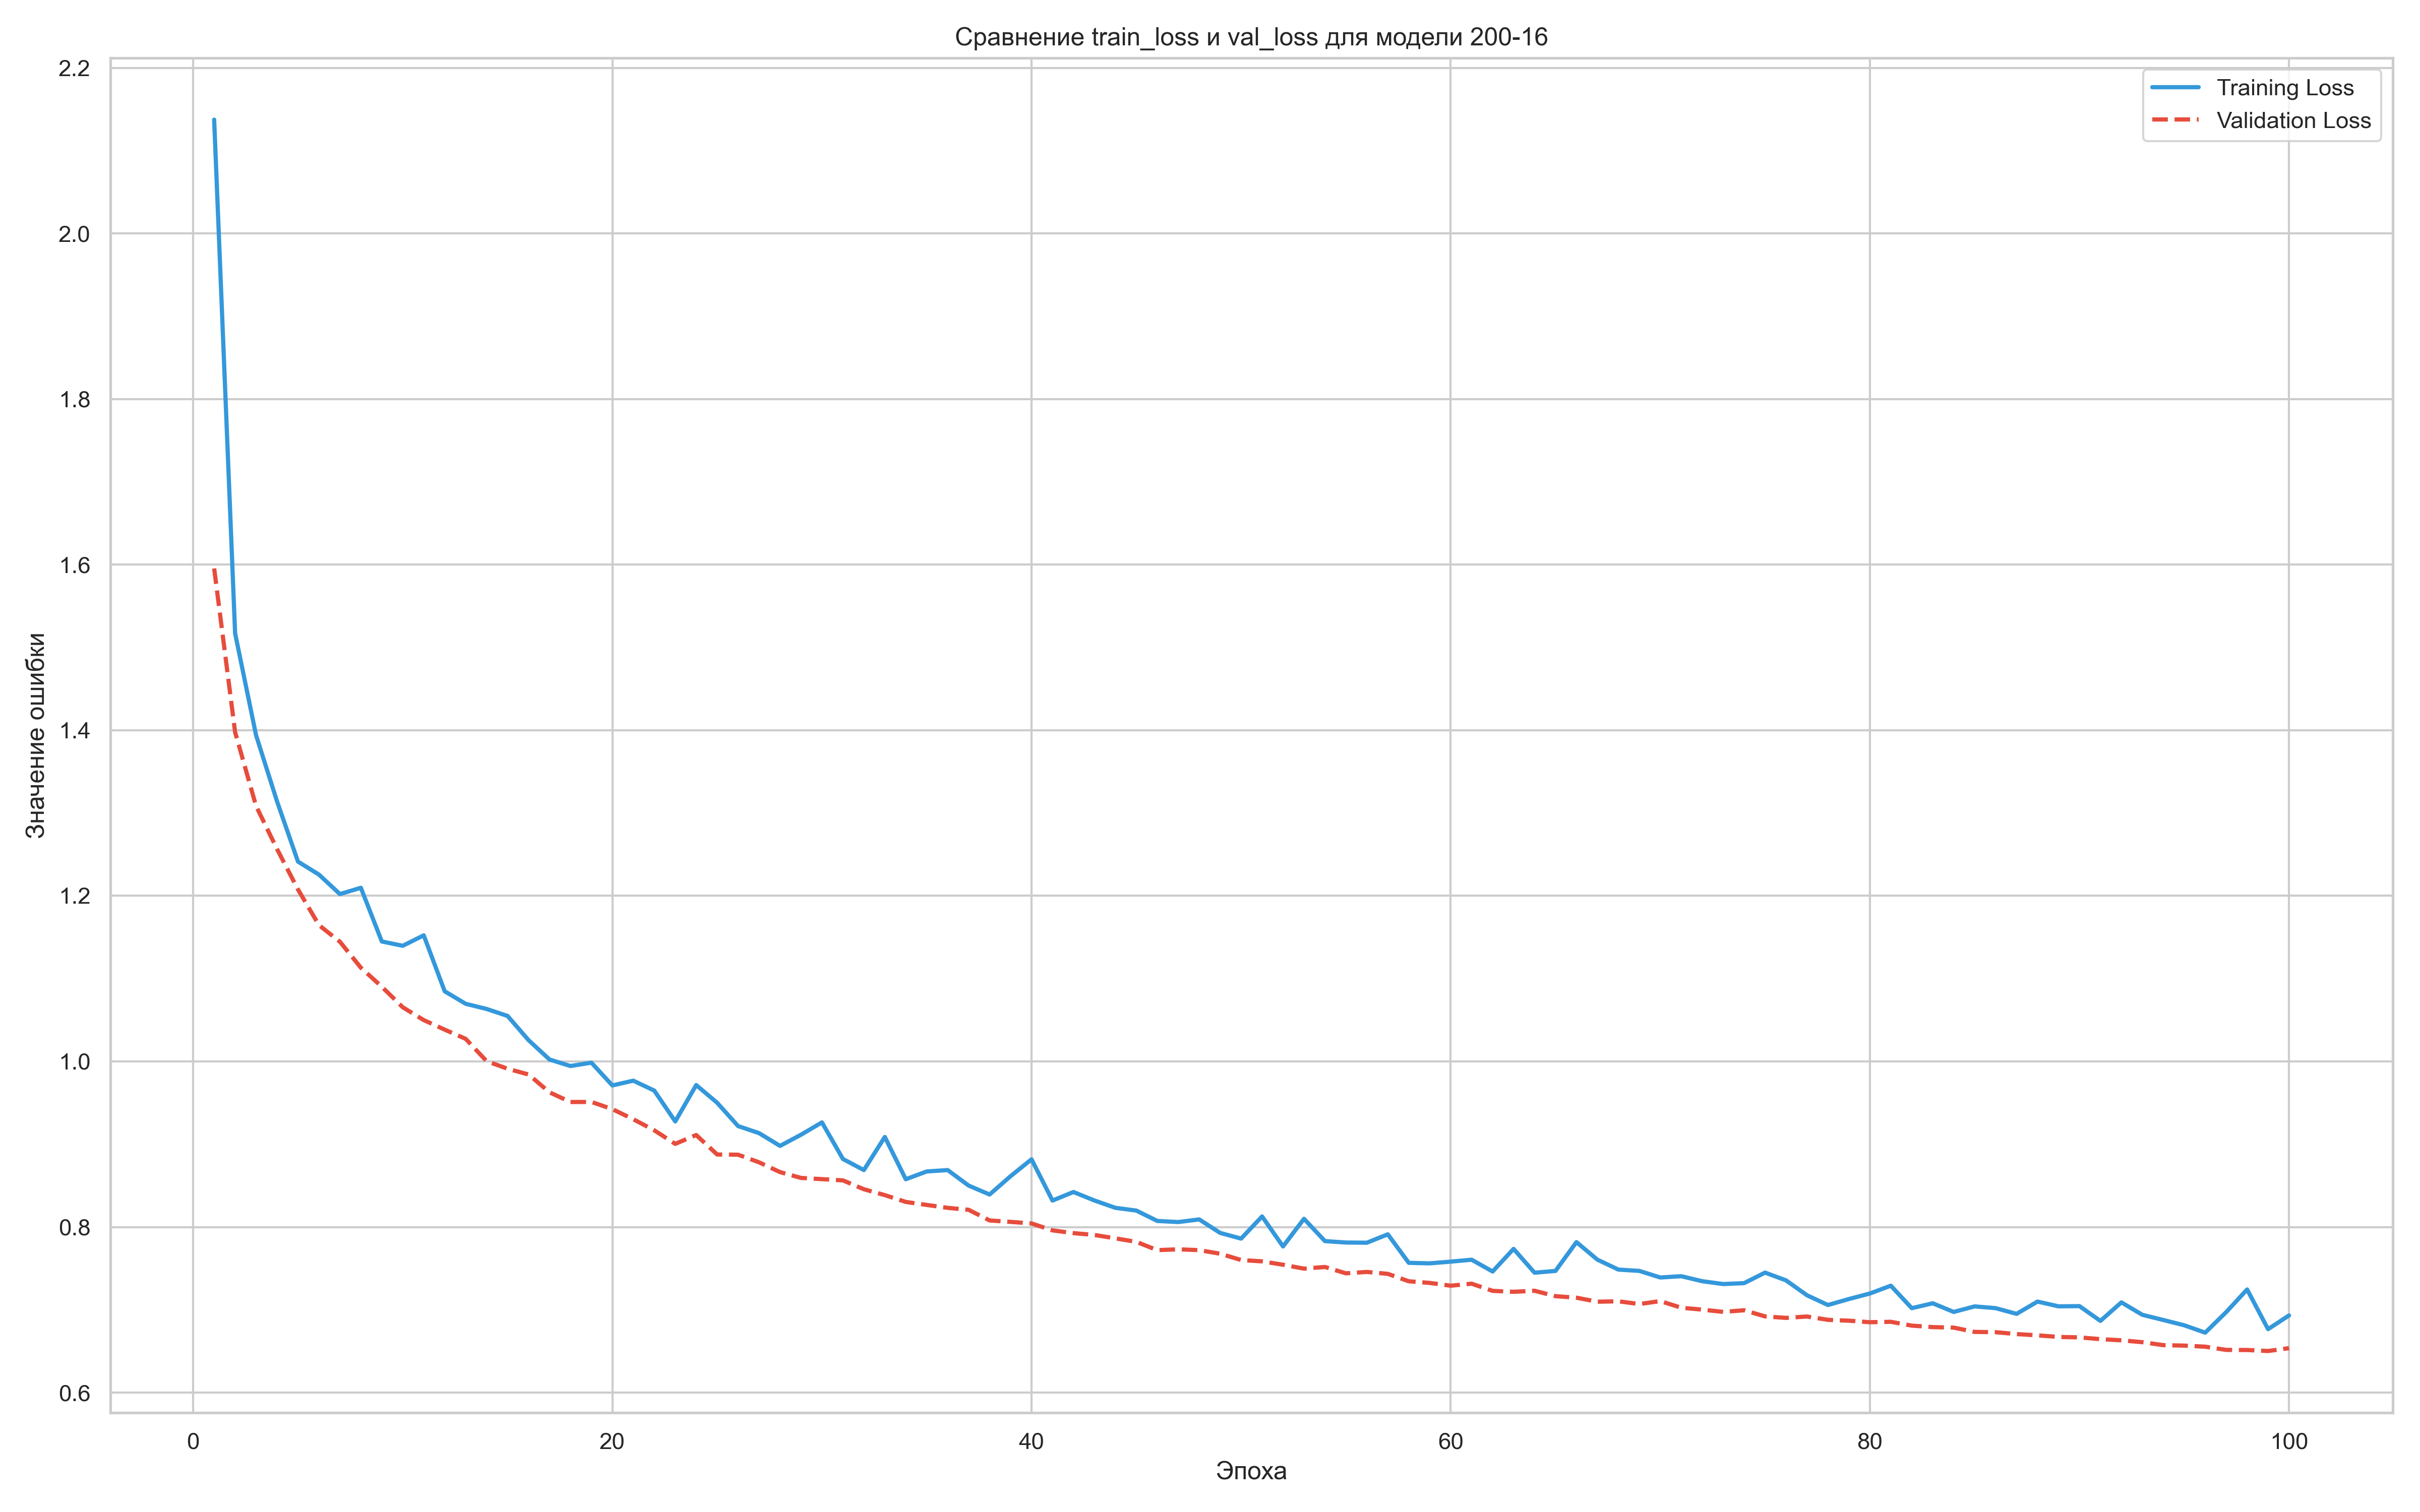 Сравнение train_loss и val_loss для модели 200-16
Training Loss
Validation Loss
2.2
2.0
1.8
1.6
1.4
1.2
1.0
0.8
0.6
Значение ошибки
0 20 40 60 80 100
Эпоха